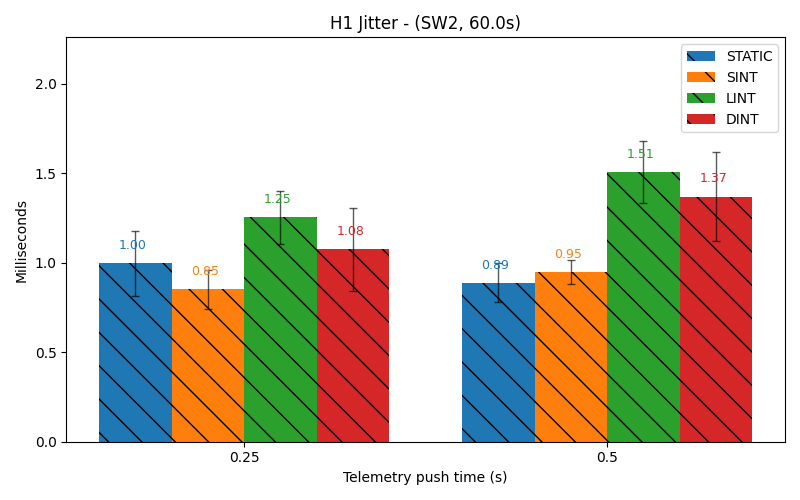 H1 Jitter - (SW2, 60.0s)
STATIC
SINT
LINT
DINT
2.0
1.5
1.0
0.5
0.0
Milliseconds
1.00
0.85
1.25
1.08
0.89
0.95
1.51
1.37
0.25
0.5
Telemetry push time (s)